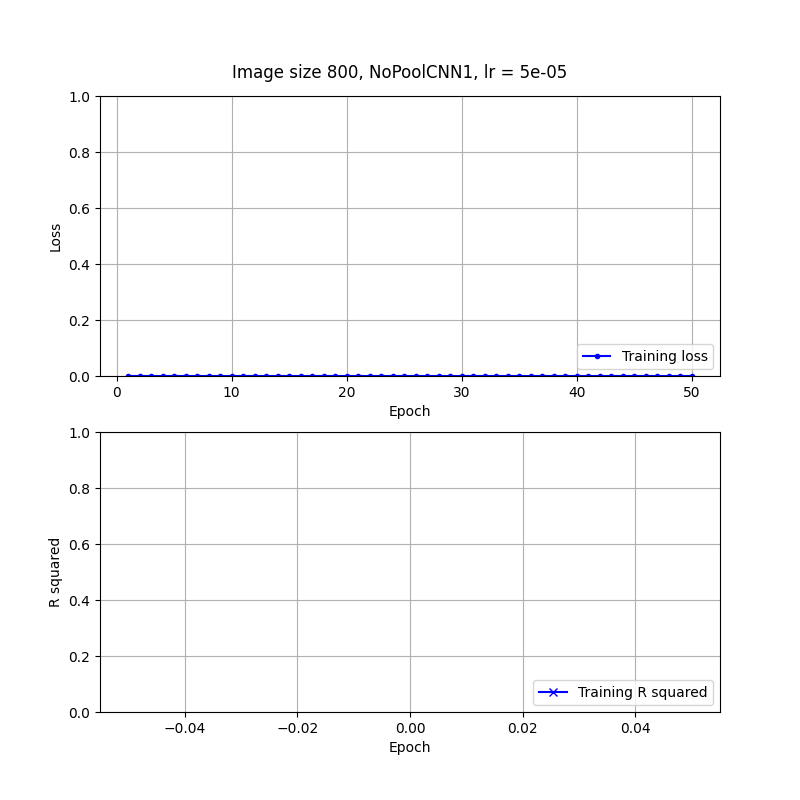 Image size 800, NoPoolCNN1, lr = 5e-05
1.0
0.8
0.6
0.4
0.2
0.0
Loss
Training loss
0 10 20 30 40 50
Epoch
1.0
0.8
0.6
0.4
0.2
0.0
R squared
Training R squared
−0.04 −0.02 0.00 0.02 0.04
Epoch